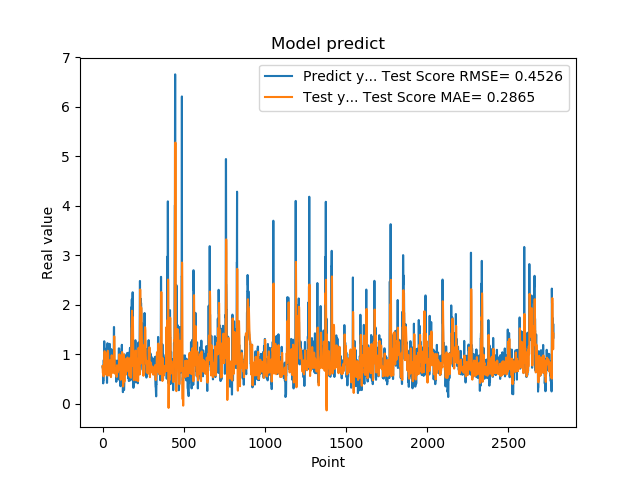 Model predict
Predict y... Test Score RMSE= 0.4526
Test y... Test Score MAE= 0.2865
Real value
7
6
5
4
3
2
1
0
0 500 1000 1500 2000 2500
Point